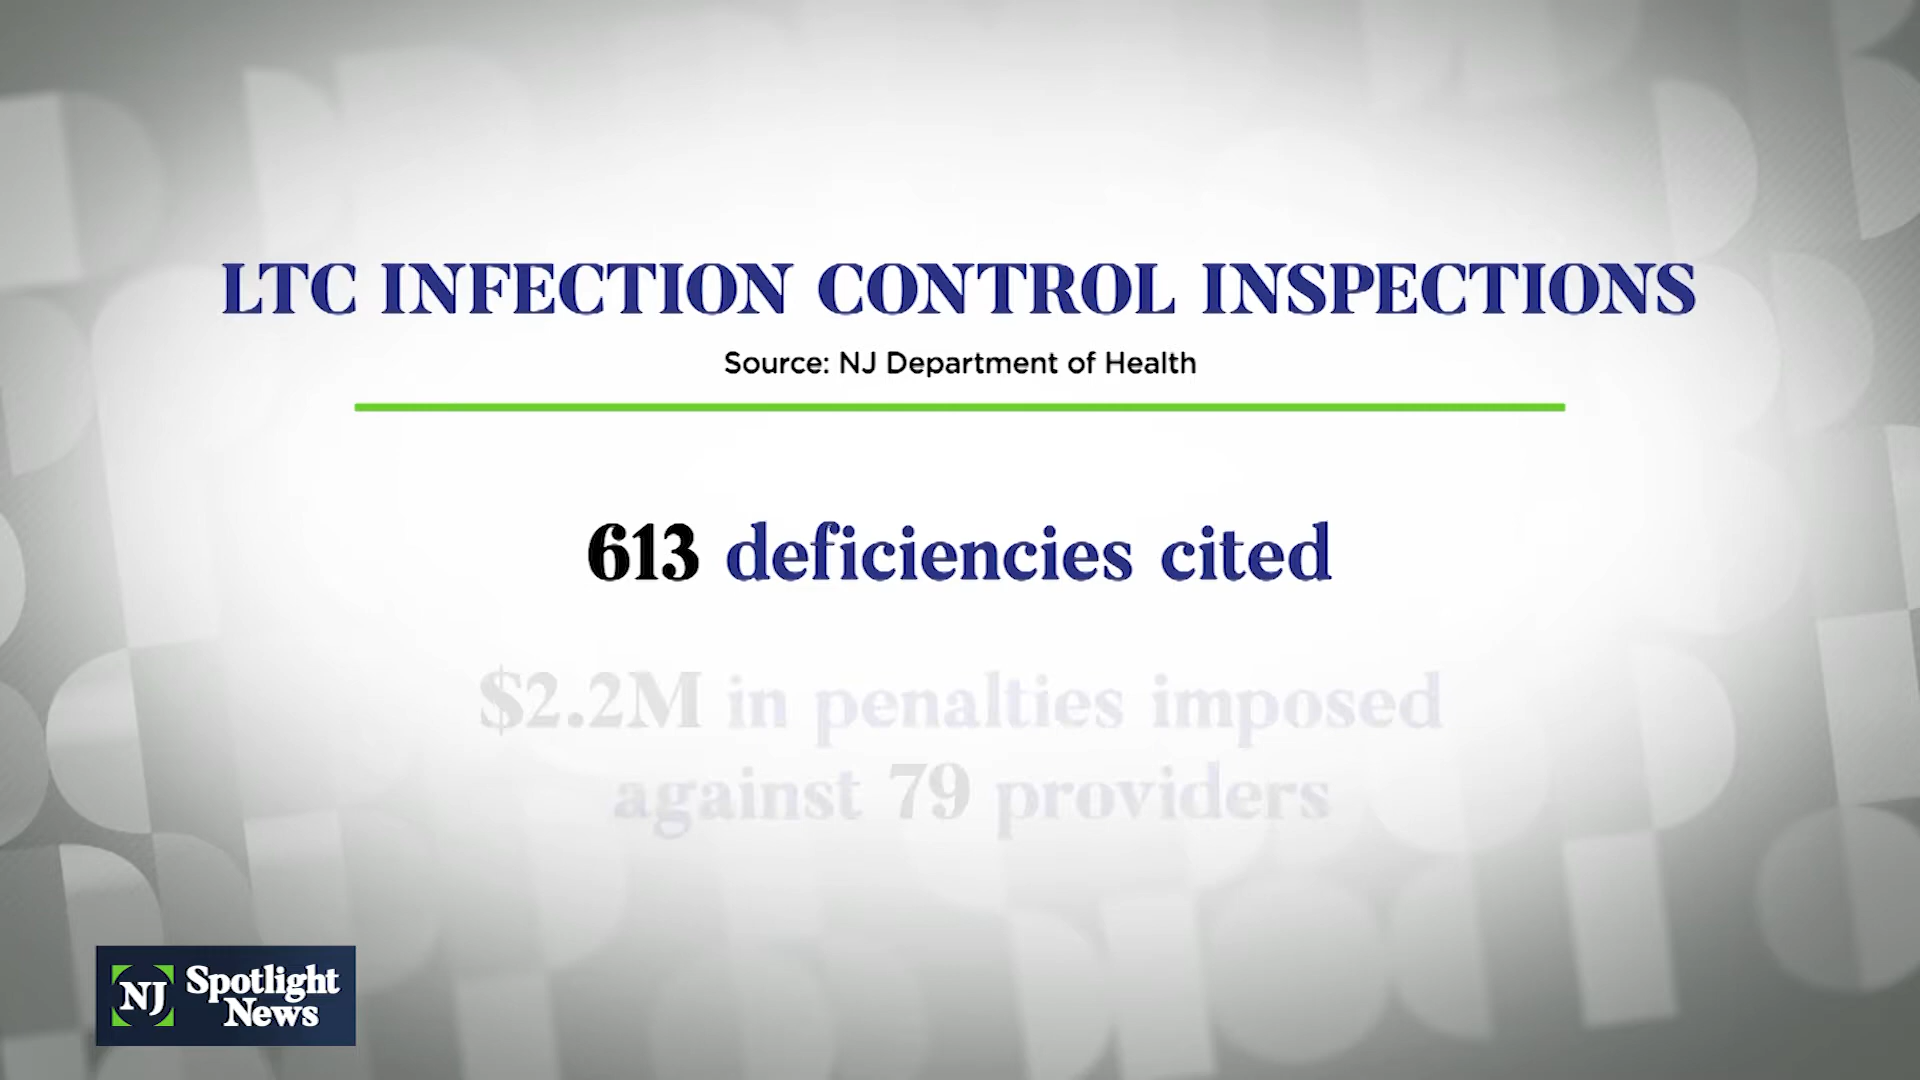 LTC INFECTION CONTROL INSPECTIONS
Source: NJ Department of Health
613 deficiencies cited
$2.2M in penalties imposed
against 79 providers
NJ Spotlight
News